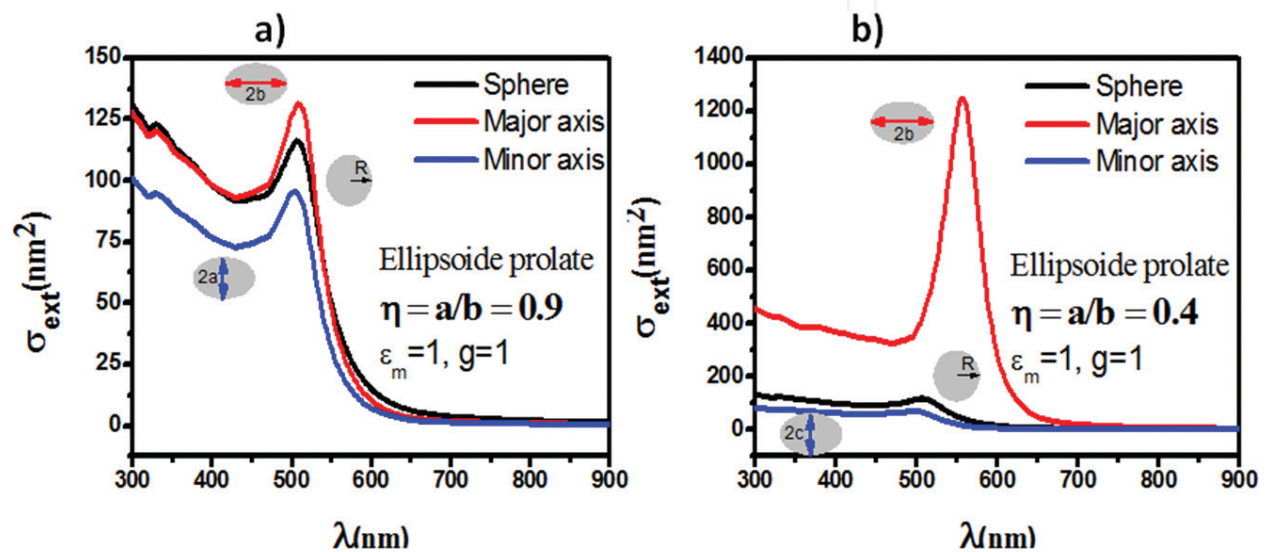 a)
150
125
100
75
50
25
0
300 400 500 600 700 800 900
σext(nm²)
λ(nm)
Sphere
Major axis
Minor axis
2b
R
2a
Ellipsoide prolate
η = a/b = 0.9
εm=1, g=1
b)
1400
1200
1000
800
600
400
200
0
300 400 500 600 700 800 900
σext(nm²)
λ(nm)
Sphere
Major axis
Minor axis
2b
R
2c
Ellipsoide prolate
η = a/b = 0.4
εm=1, g=1